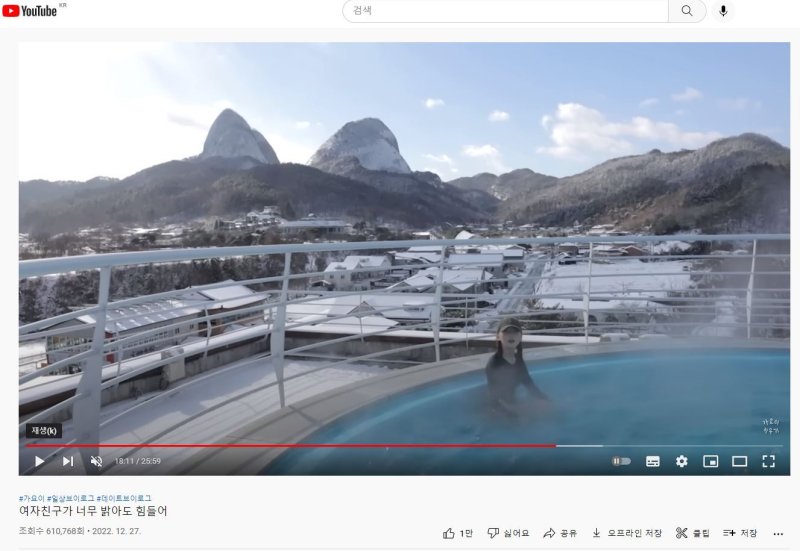 YouTube KR
검색
재생(k)
18:11 / 25:59
#가요이 #일상브이로그 #데이트브이로그
여자친구가 너무 밝아도 힘들어
조회수 610,768회 • 2022. 12. 27.
1만 싫어요 공유 오프라인 저장 클립 저장